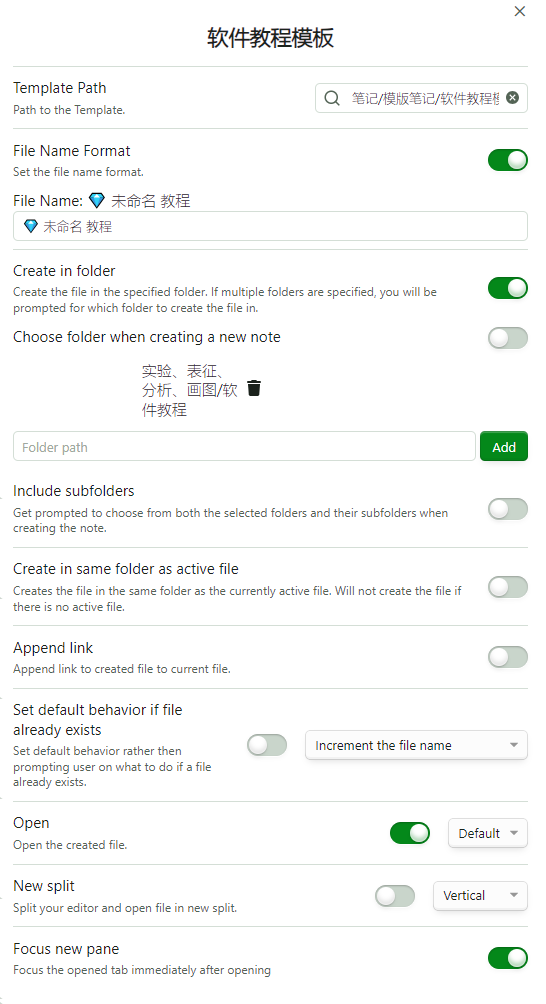 软件教程模板
Template Path
Path to the Template.
笔记/模版笔记/软件教程模
File Name Format
Set the file name format.
File Name: 💎 未命名 教程
💎 未命名 教程
Create in folder
Create the file in the specified folder. If multiple folders are specified, you will be
prompted for which folder to create the file in.
Choose folder when creating a new note
实验、表征、
分析、画图/软
件教程
Folder path
Add
Include subfolders
Get prompted to choose from both the selected folders and their subfolders when
creating the note.
Create in same folder as active file
Creates the file in the same folder as the currently active file. Will not create the file if
there is no active file.
Append link
Append link to created file to current file.
Set default behavior if file
already exists
Set default behavior rather then
prompting user on what to do if a file
already exists.
Increment the file name
Open
Open the created file.
Default
New split
Split your editor and open file in new split.
Vertical
Focus new pane
Focus the opened tab immediately after opening